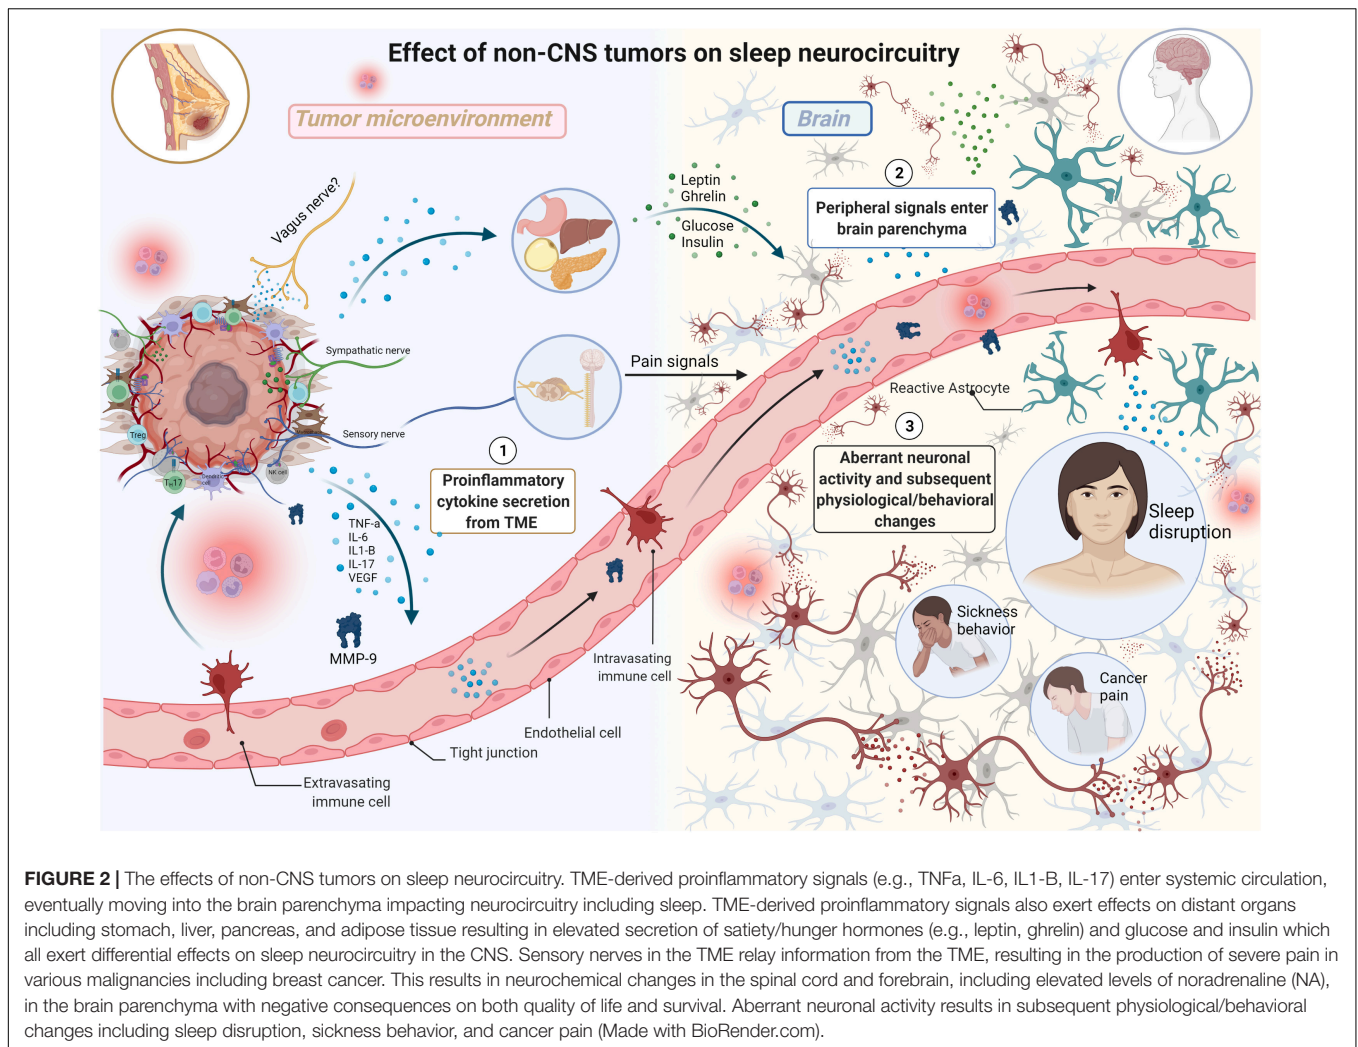 Effect of non-CNS tumors on sleep neurocircuitry
Tumor microenvironment
Brain
Vagus nerve?
Leptin
Ghrelin
Glucose
Insulin
2
Peripheral signals enter
brain parenchyma
Sympathatic nerve
Pain signals
Sensory nerve
Treg
TH17
Dendritic
cell
NK cell
1
Proinflammatory
cytokine secretion
from TME
TNF-a
IL-6
IL1-B
IL-17
VEGF
MMP-9
Reactive Astrocyte
3
Aberrant neuronal
activity and subsequent
physiological/behavioral
changes
Sleep
disruption
Sickness
behavior
Cancer
pain
Intravasating
immune cell
Endothelial cell
Tight junction
Extravasating
immune cell
FIGURE 2 | The effects of non-CNS tumors on sleep neurocircuitry. TME-derived proinflammatory signals (e.g., TNFa, IL-6, IL1-B, IL-17) enter systemic circulation,
eventually moving into the brain parenchyma impacting neurocircuitry including sleep. TME-derived proinflammatory signals also exert effects on distant organs
including stomach, liver, pancreas, and adipose tissue resulting in elevated secretion of satiety/hunger hormones (e.g., leptin, ghrelin) and glucose and insulin which
all exert differential effects on sleep neurocircuitry in the CNS. Sensory nerves in the TME relay information from the TME, resulting in the production of severe pain in
various malignancies including breast cancer. This results in neurochemical changes in the spinal cord and forebrain, including elevated levels of noradrenaline (NA),
in the brain parenchyma with negative consequences on both quality of life and survival. Aberrant neuronal activity results in subsequent physiological/behavioral
changes including sleep disruption, sickness behavior, and cancer pain (Made with BioRender.com).